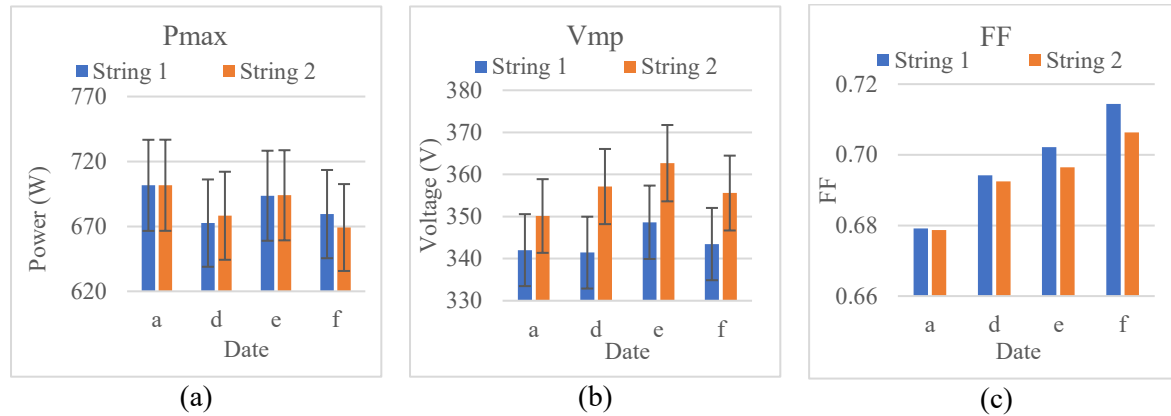 Pmax
String 1 String 2
770
720
670
620
Power (W)
a d e f
Date
(a)
Vmp
String 1 String 2
380
370
360
350
340
330
Voltage (V)
a d e f
Date
(b)
FF
String 1 String 2
0.72
0.70
0.68
0.66
FF
a d e f
Date
(c)